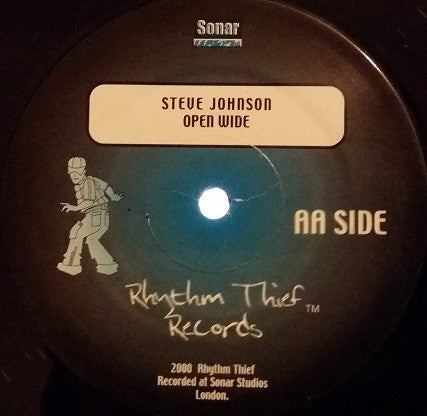 Sonar
STEVE JOHNSON
OPEN WIDE
AA SIDE
Rhythm Thief ™
Records
2000 Rhythm Thief
Recorded at Sonar Studios
London.